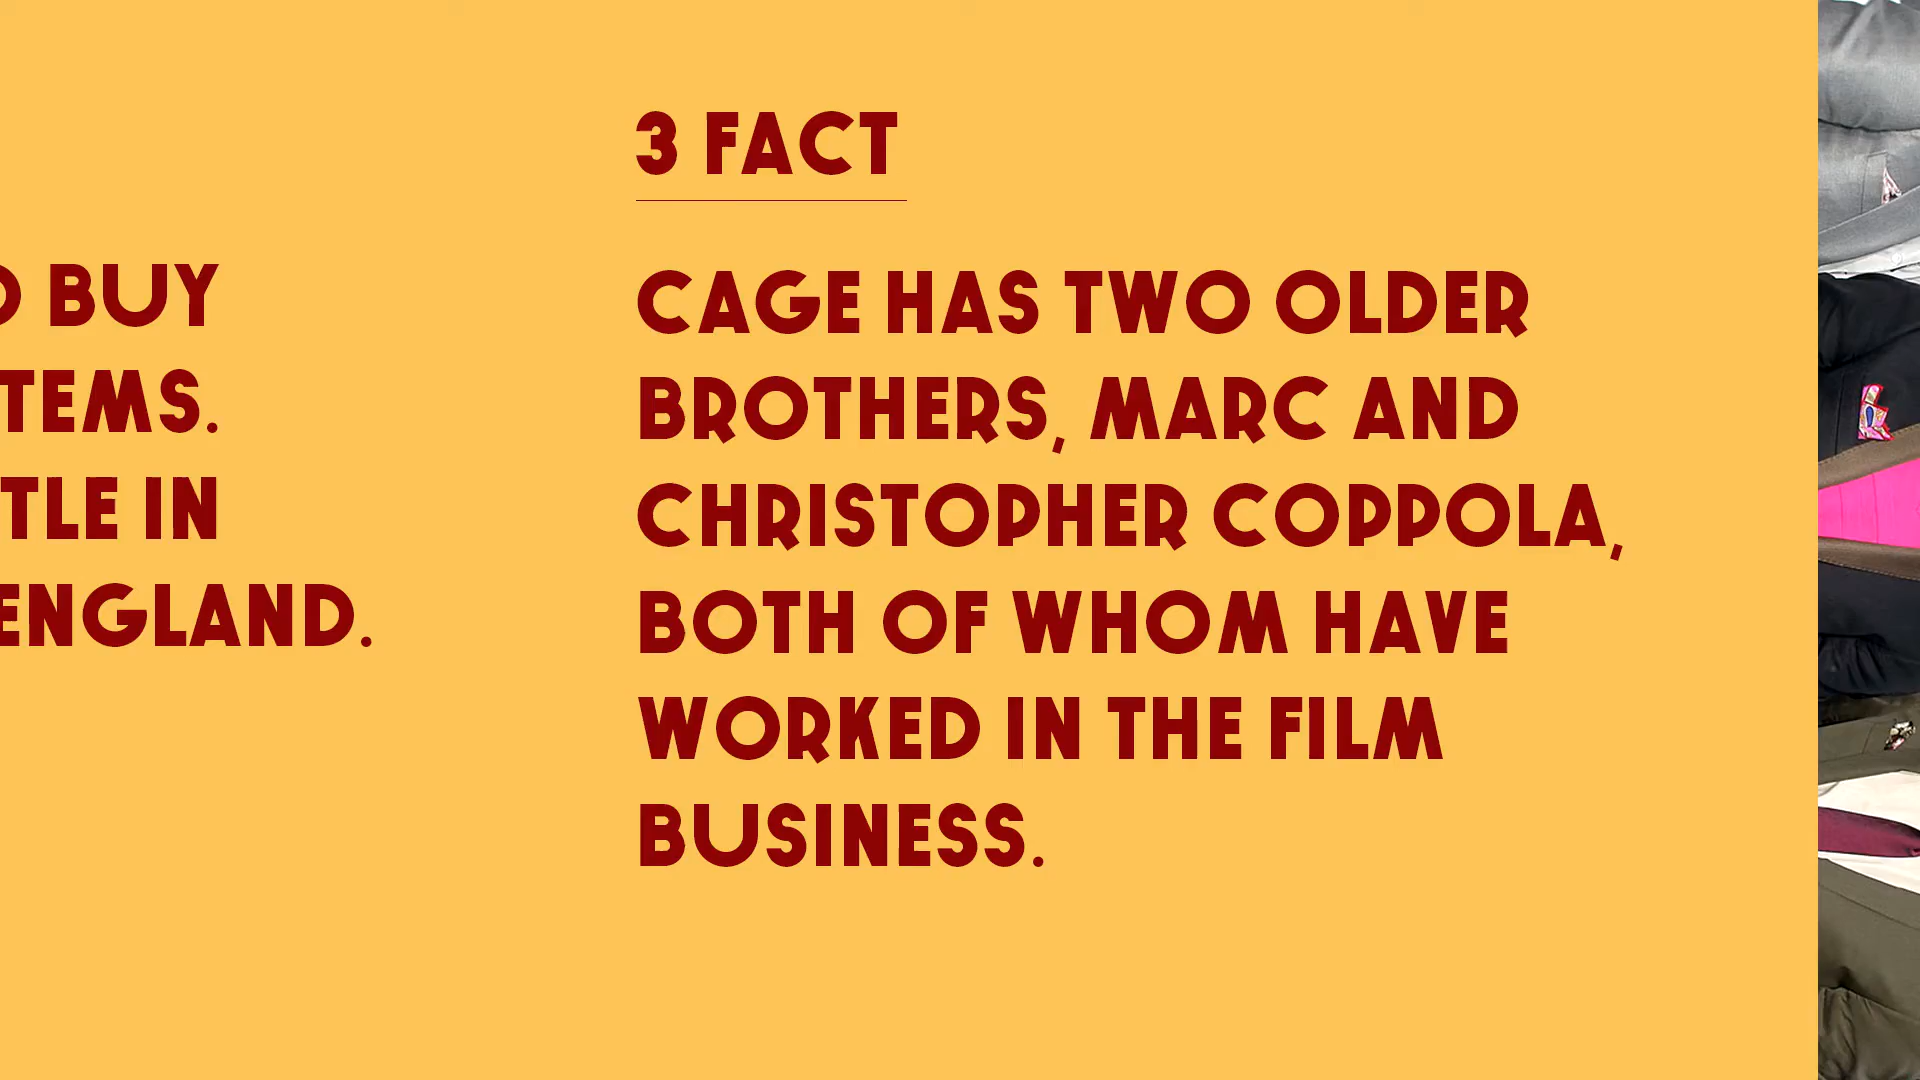 BUY
TEMS.
TLE IN
ENGLAND.
3 FACT
CAGE HAS TWO OLDER
BROTHERS, MARC AND
CHRISTOPHER COPPOLA,
BOTH OF WHOM HAVE
WORKED IN THE FILM
BUSINESS.